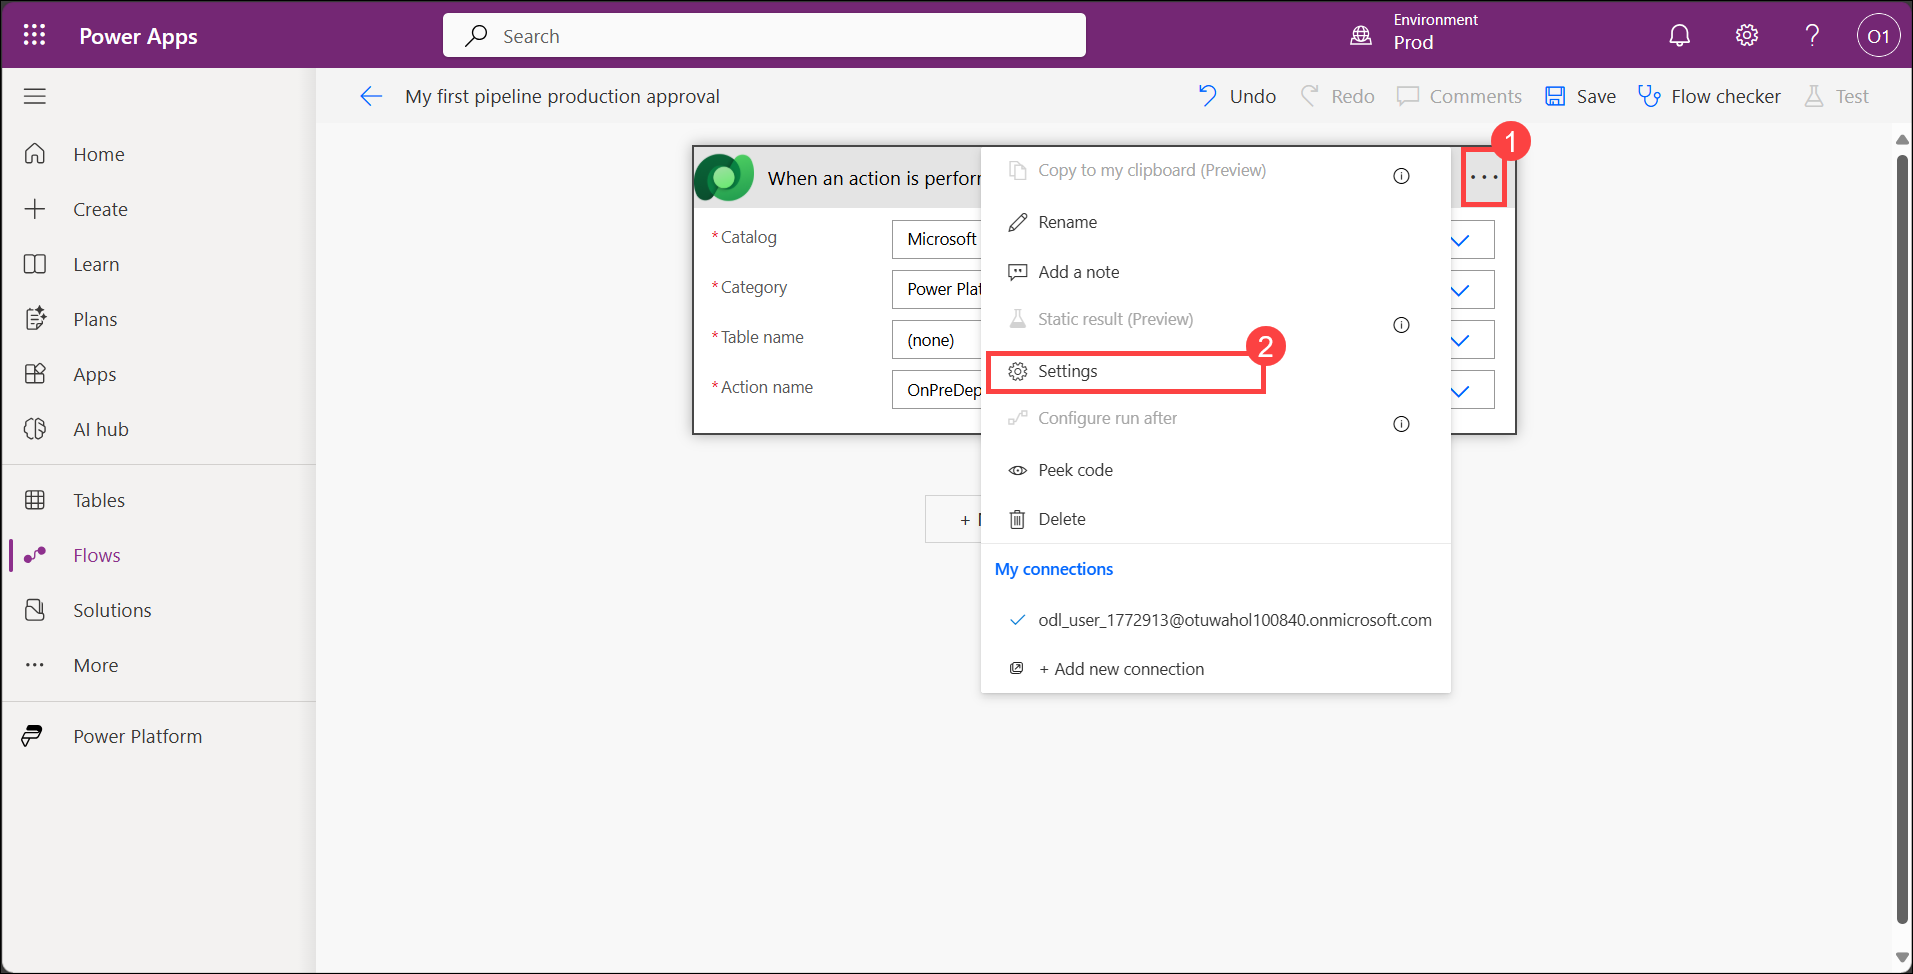 Power Apps
Search
Environment
Prod
O1
My first pipeline production approval
Undo
Redo
Comments
Save
Flow checker
Test
Home
Create
Learn
Plans
Apps
AI hub
Tables
Flows
Solutions
More
Power Platform
1
When an action is perfor
*Catalog
Microsoft
*Category
Power Plat
*Table name
(none)
*Action name
OnPreDep
+
Copy to my clipboard (Preview)
Rename
Add a note
Static result (Preview)
2
Settings
Configure run after
Peek code
Delete
My connections
odl_user_1772913@otuwahol100840.onmicrosoft.com
+ Add new connection